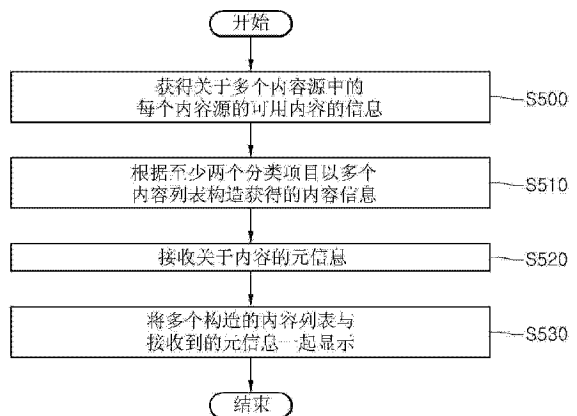 开始
获得关于多个内容源中的
每个内容源的可用内容的信息
S500
根据至少两个分类项目以多个
内容列表构造获得的内容信息
S510
接收关于内容的元信息
S520
将多个构造的内容列表与
接收到的元信息一起显示
S530
结束